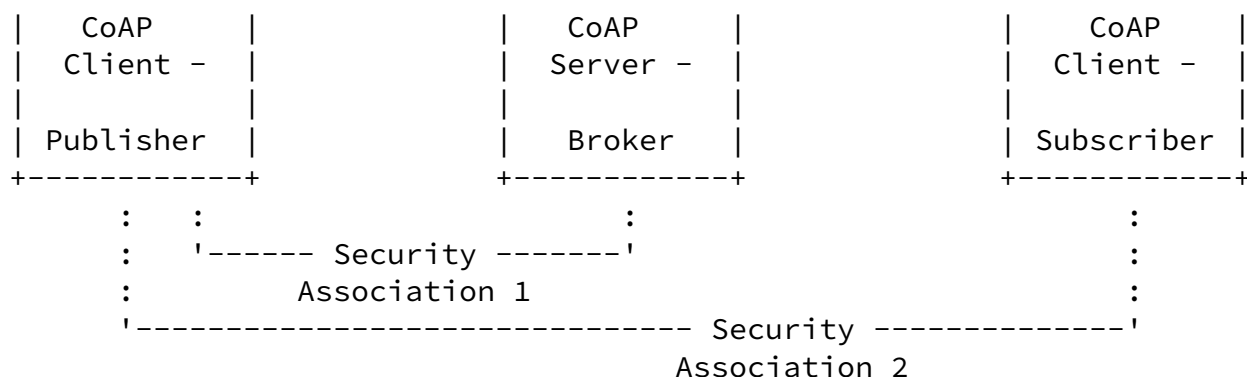 |    CoAP     |             |    CoAP    |              |    CoAP    |
|   Client -  |             |  Server -  |              |  Client -  |
|             |             |            |              |            |
|  Publisher  |             |   Broker   |              | Subscriber |
+------------+             +------------+              +------------+
      :   :                       :                           :
      :   '------ Security -------'                           :
      :         Association 1                                 :
      '------------------------------- Security --------------'
                                     Association 2